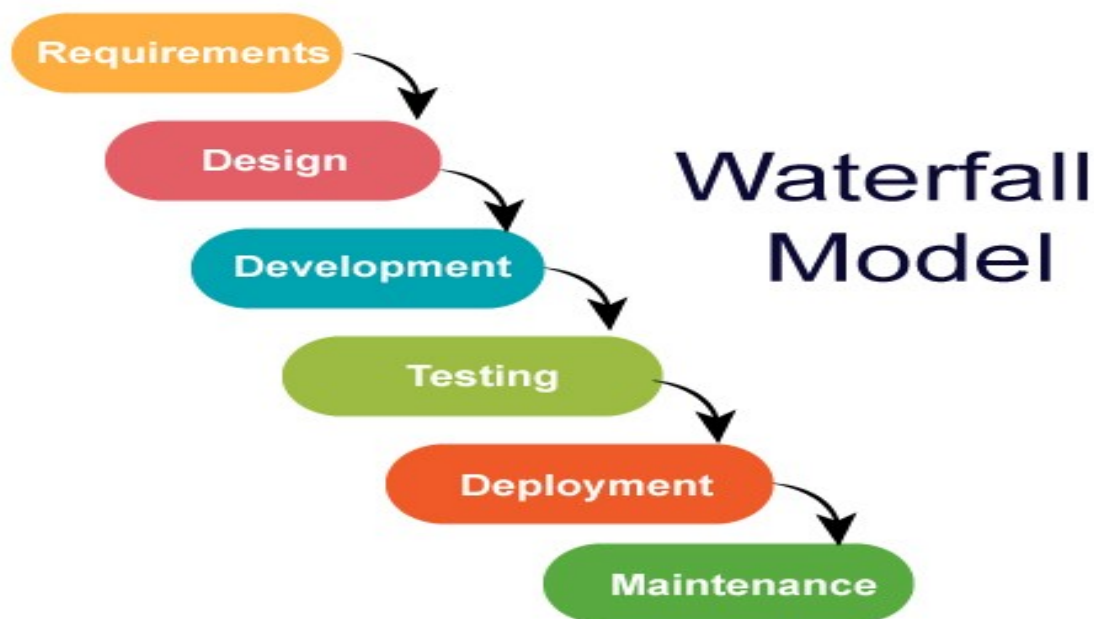 Requirements
Design
Waterfall
Model
Development
Testing
Deployment
Maintenance